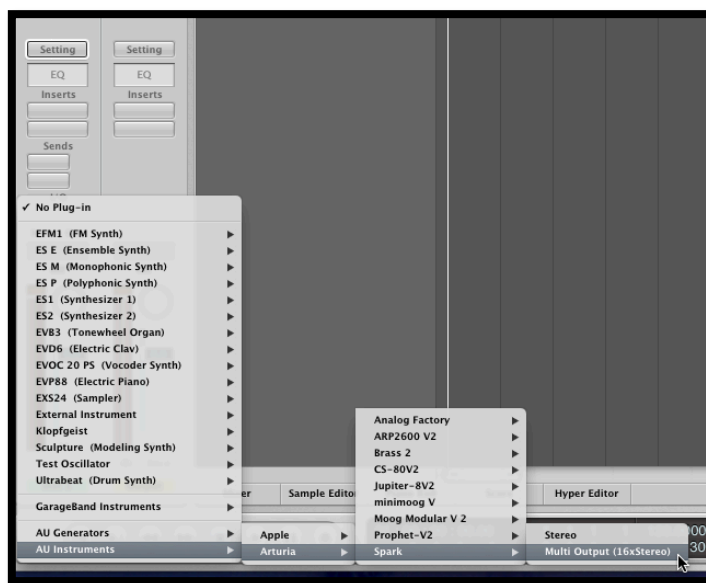 Setting Setting
EQ EQ
Inserts Inserts
Sends
✓ No Plug-in
EFM1 (FM Synth)
ES E (Ensemble Synth)
ES M (Monophonic Synth)
ES P (Polyphonic Synth)
ES1 (Synthesizer 1)
ES2 (Synthesizer 2)
EVB3 (Tonewheel Organ)
EVD6 (Electric Clav)
EVOC 20 PS (Vocoder Synth)
EVP88 (Electric Piano)
EXS24 (Sampler)
External Instrument
Klopfgeist
Sculpture (Modeling Synth)
Test Oscillator
Ultrabeat (Drum Synth)
GarageBand Instruments
AU Generators
AU Instruments
Apple
Arturia
Analog Factory
ARP2600 V2
Brass 2
CS-80V2
Jupiter-8V2
minimoog V
Moog Modular V 2
Prophet-V2
Spark
Stereo
Multi Output (16xStereo)
er Sample Edito Hyper Editor
00
30